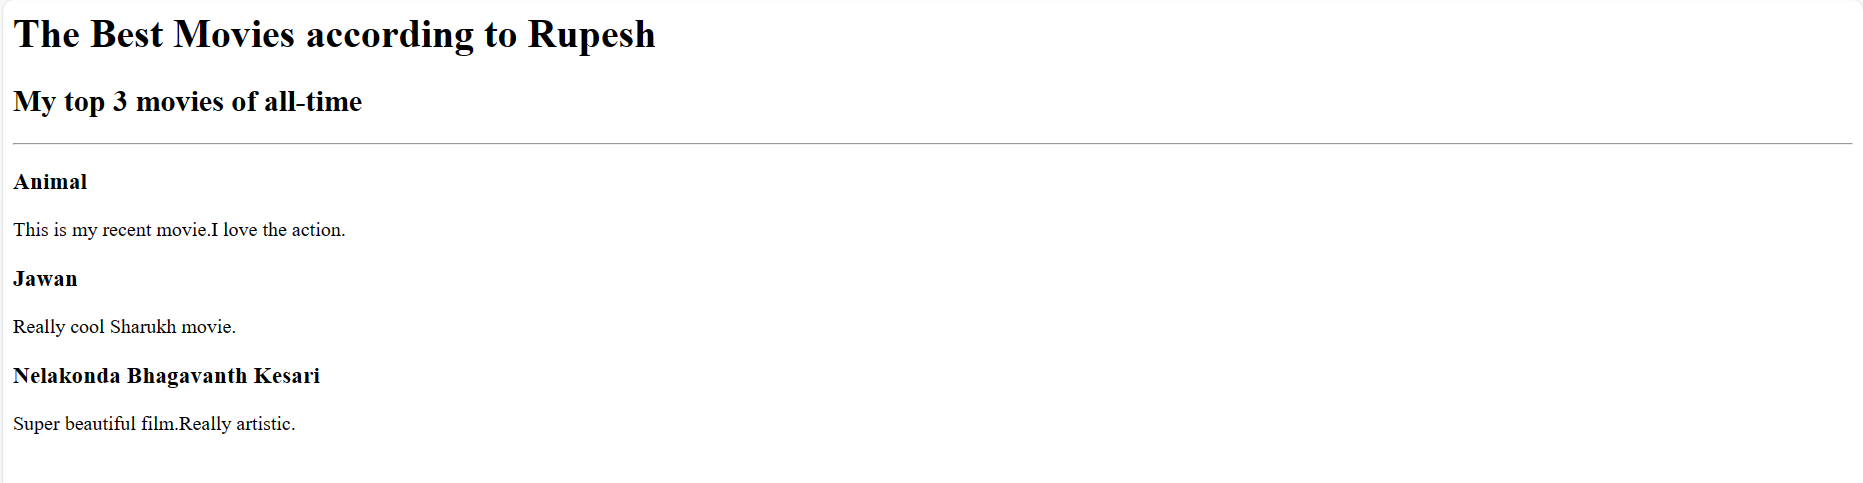 The Best Movies according to Rupesh
My top 3 movies of all-time
Animal
This is my recent movie.I love the action.
Jawan
Really cool Sharukh movie.
Nelakonda Bhagavanth Kesari
Super beautiful film.Really artistic.